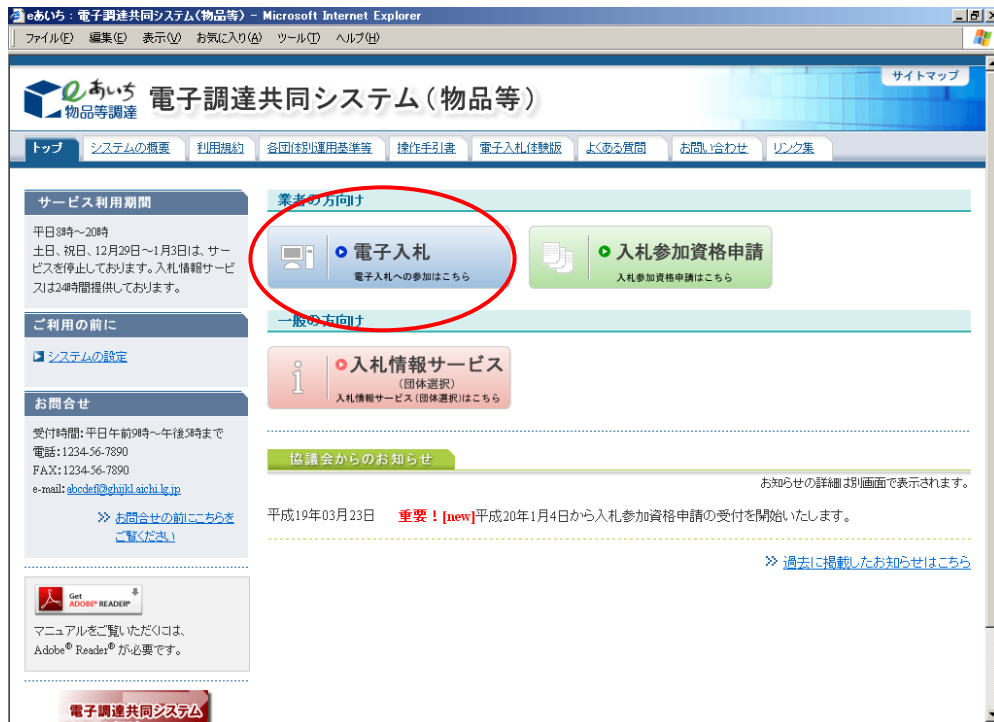 eあいち：電子調達共同システム（物品等） - Microsoft Internet Explorer
ファイル(F) 編集(E) 表示(V) お気に入り(A) ツール(T) ヘルプ(H)
サイトマップ
eあいち
物品等調達
電子調達共同システム（物品等）
トップ システムの概要 利用規約 各団体別運用基準等 操作手引書 電子入札体験版 よくある質問 お問い合わせ リンク集
サービス利用期間
平日8時～20時
土日、祝日、12月29日～1月3日は、サー
ビスを停止しております。入札情報サービ
スは24時間提供しております。
ご利用の前に
システムの設定
お問合せ
受付時間：平日午前9時～午後5時まで
電話：1234-56-7890
FAX：1234-56-7890
e-mail：abcdefl@ghijkl.aichi.lg.jp
お問合せの前にこちらを
ご覧ください
Get
ADOBE® READER®
マニュアルをご覧いただくには、
Adobe® Reader® が必要です。
電子調達共同システム
業者の方向け
電子入札
電子入札への参加はこちら
入札参加資格申請
入札参加資格申請はこちら
一般の方向け
入札情報サービス
（団体選択）
入札情報サービス（団体選択）はこちら
協議会からのお知らせ
お知らせの詳細は別画面で表示されます。
平成19年03月23日 重要！[new]平成20年1月4日から入札参加資格申請の受付を開始いたします。
過去に掲載したお知らせはこちら